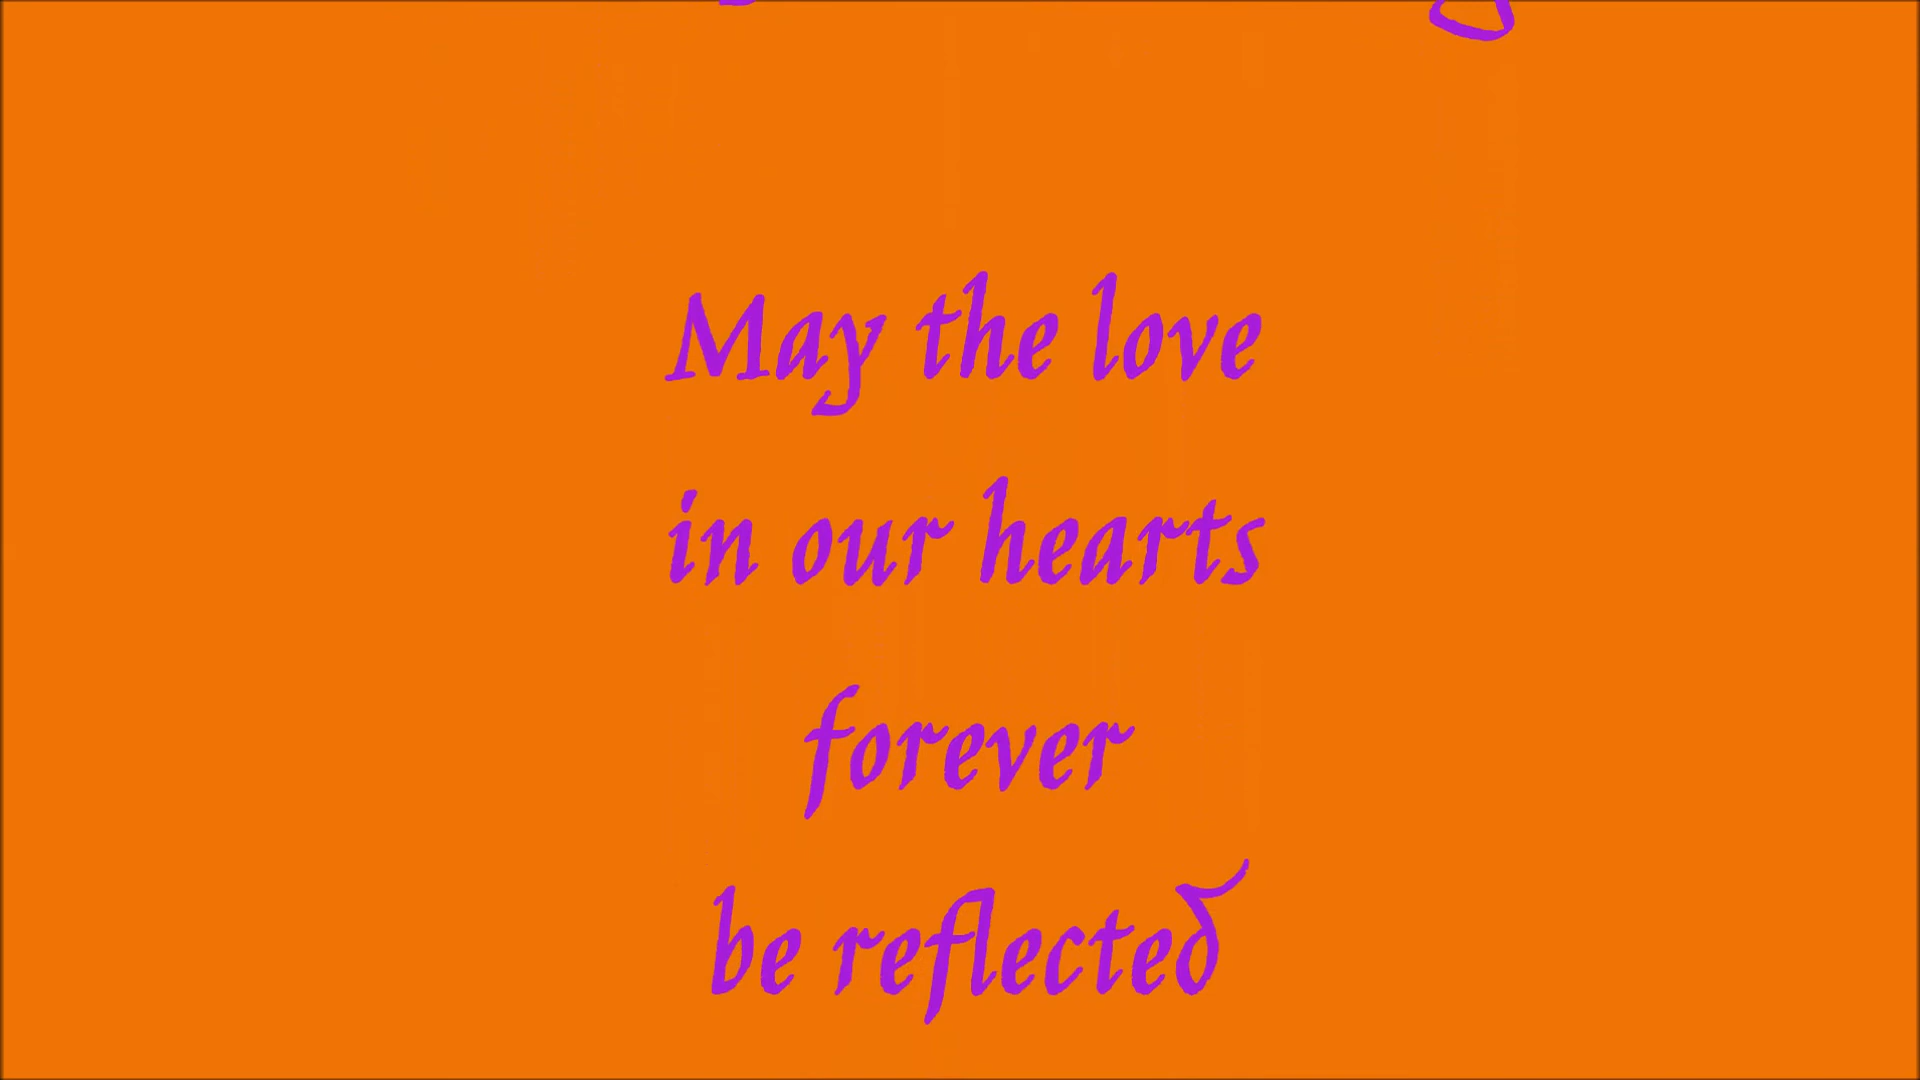 May the love
in our hearts
forever
be reflected